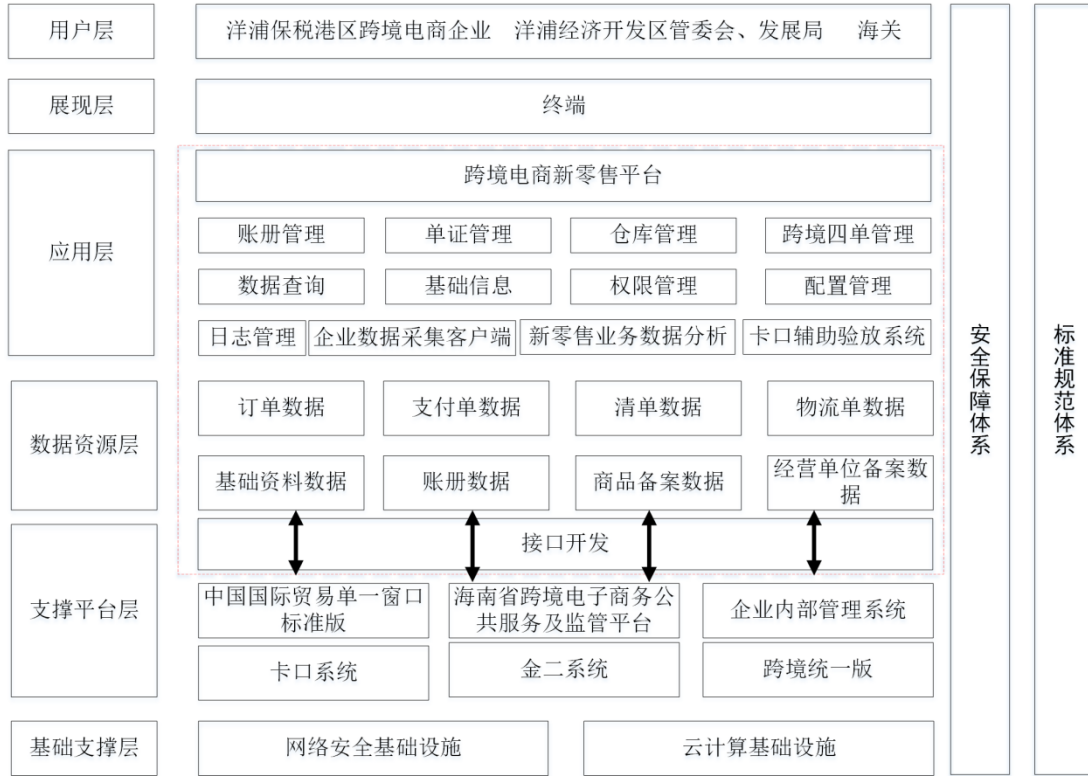 用户层
洋浦保税港区跨境电商企业 洋浦经济开发区管委会、发展局 海关
展现层
终端
应用层
跨境电商新零售平台
账册管理
单证管理
仓库管理
跨境四单管理
数据查询
基础信息
权限管理
配置管理
日志管理
企业数据采集客户端
新零售业务数据分析
卡口辅助验放系统
数据资源层
订单数据
支付单数据
清单数据
物流单数据
基础资料数据
账册数据
商品备案数据
经营单位备案数
据
支撑平台层
接口开发
中国国际贸易单一窗口
标准版
海南省跨境电子商务公
共服务及监管平台
企业内部管理系统
卡口系统
金二系统
跨境统一版
基础支撑层
网络安全基础设施
云计算基础设施
安全保障体系
标准规范体系